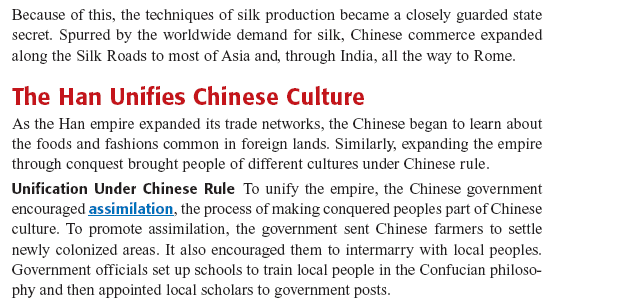 Because of this, the techniques of silk production became a closely guarded state
secret. Spurred by the worldwide demand for silk, Chinese commerce expanded
along the Silk Roads to most of Asia and, through India, all the way to Rome.
The Han Unifies Chinese Culture
As the Han empire expanded its trade networks, the Chinese began to learn about
the foods and fashions common in foreign lands. Similarly, expanding the empire
through conquest brought people of different cultures under Chinese rule.
Unification Under Chinese Rule To unify the empire, the Chinese government
encouraged assimilation, the process of making conquered peoples part of Chinese
culture. To promote assimilation, the government sent Chinese farmers to settle
newly colonized areas. It also encouraged them to intermarry with local peoples.
Government officials set up schools to train local people in the Confucian philoso-
phy and then appointed local scholars to government posts.